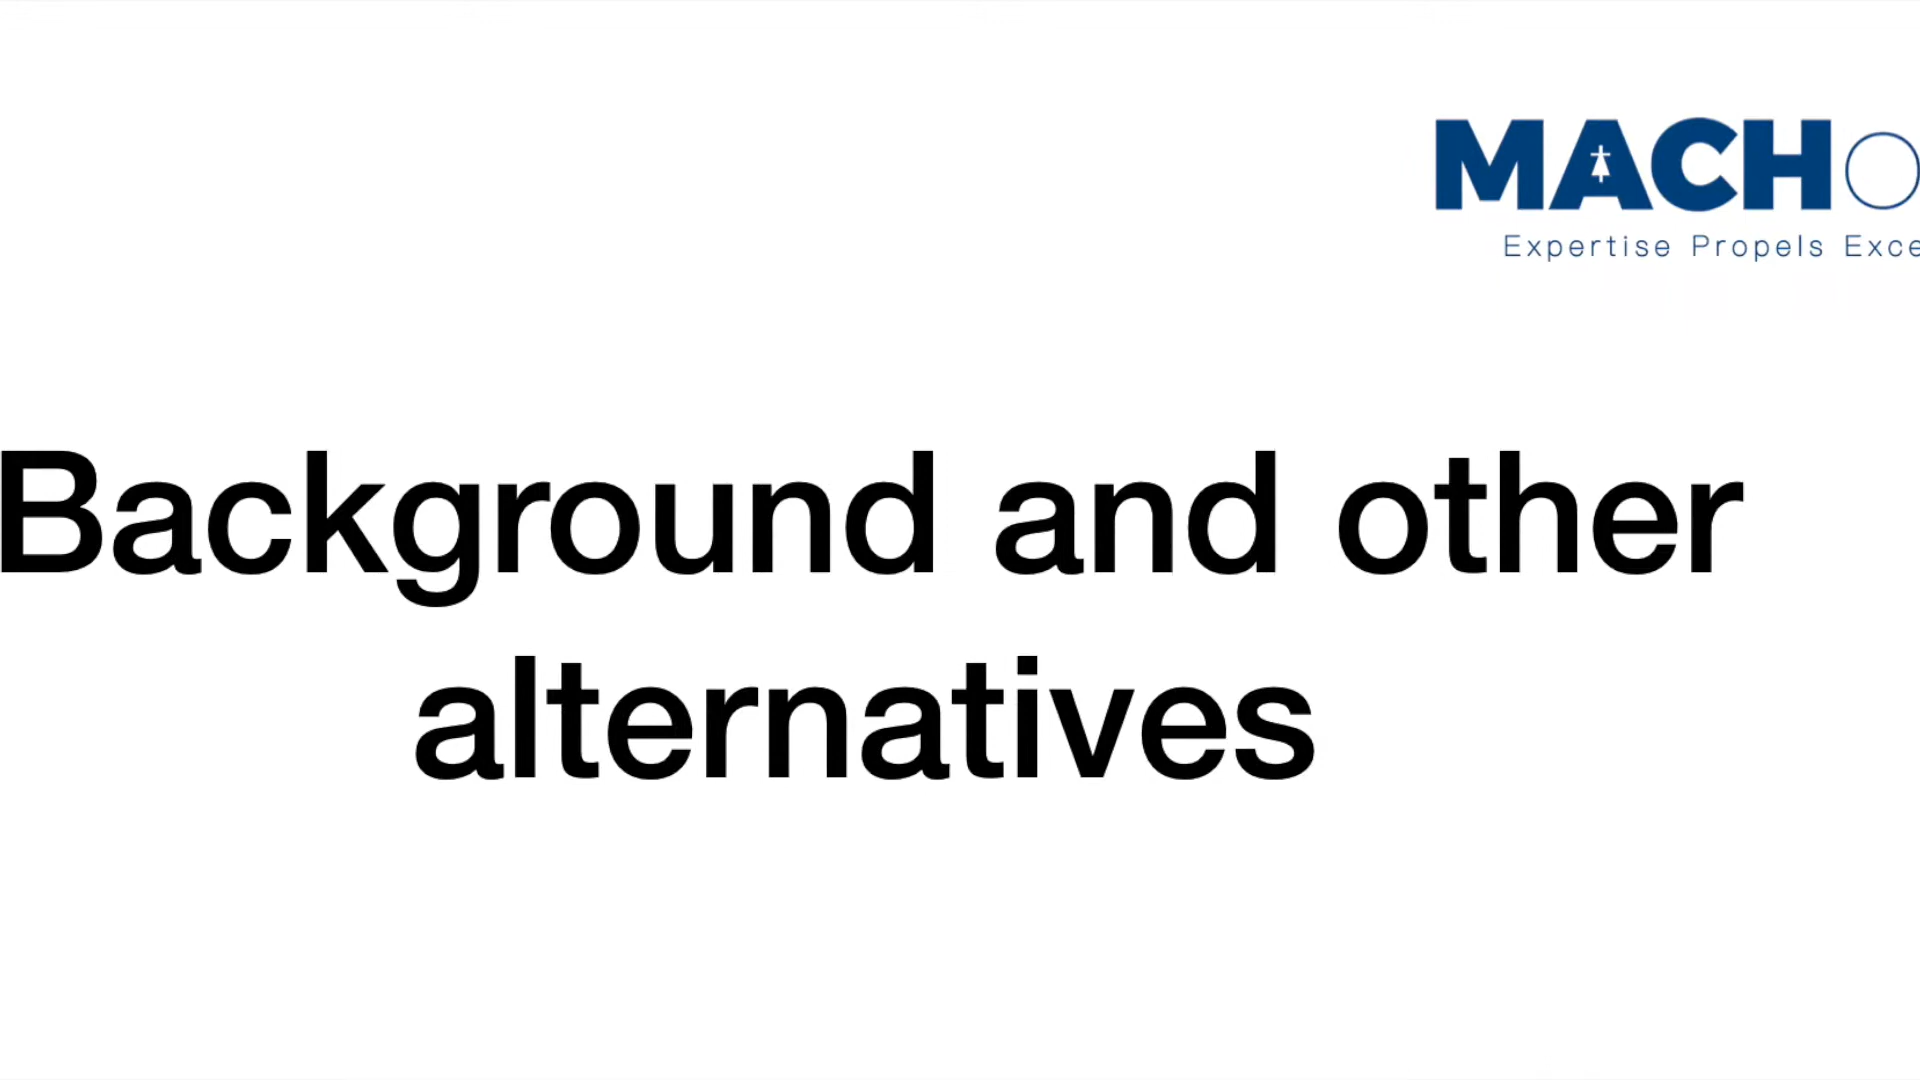 MACH
Expertise Propels
Background and other
alternatives